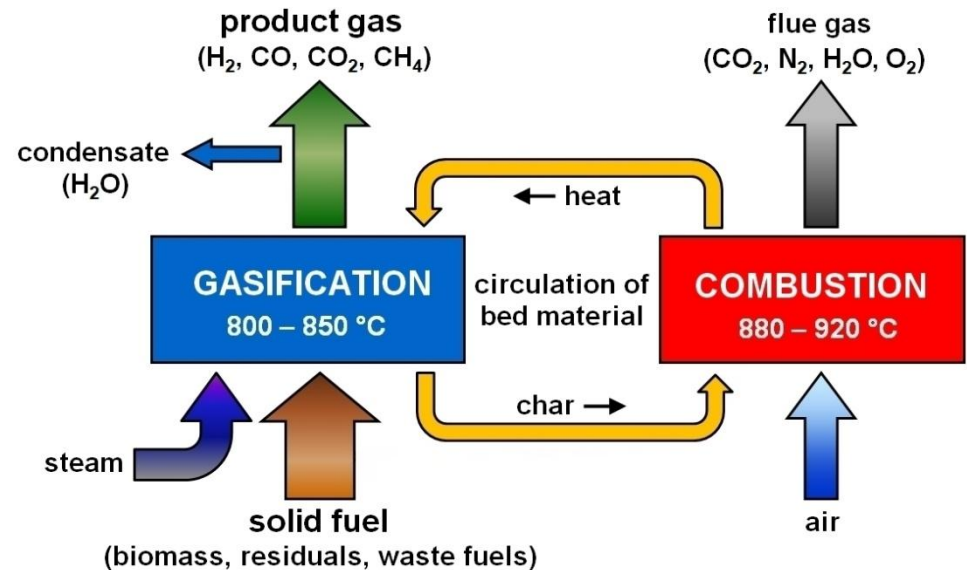 product gas
(H₂, CO, CO₂, CH₄)
flue gas
(CO₂, N₂, H₂O, O₂)
condensate
(H₂O)
← heat
GASIFICATION
800 – 850 °C
circulation of
bed material
COMBUSTION
880 – 920 °C
char →
steam
solid fuel
(biomass, residuals, waste fuels)
air